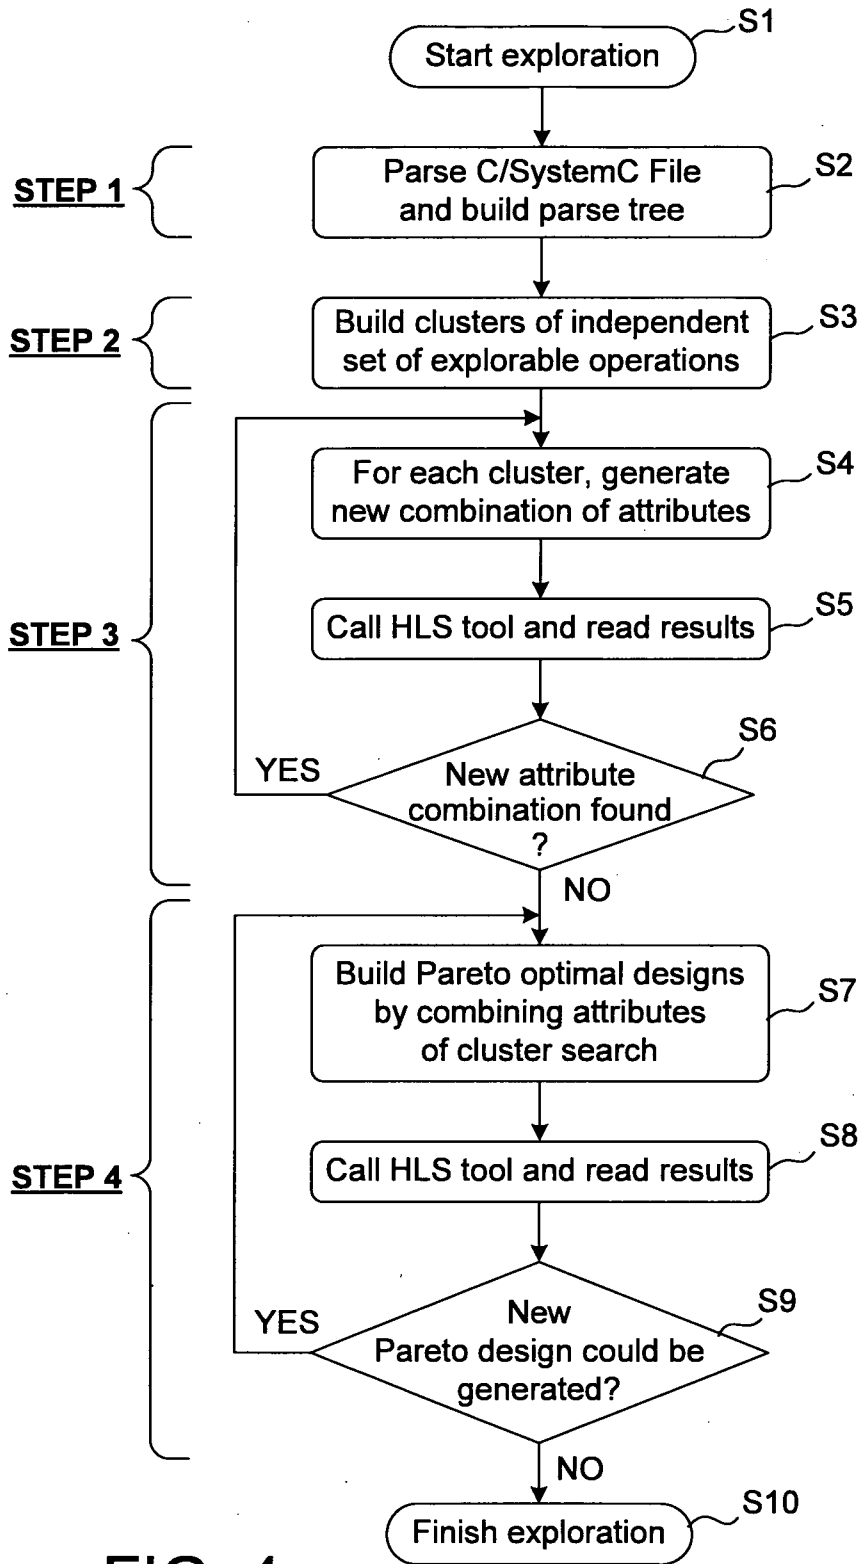 S1
Start exploration
STEP 1
Parse C/SystemC File
and build parse tree
S2
STEP 2
Build clusters of independent
set of explorable operations
S3
STEP 3
For each cluster, generate
new combination of attributes
S4
Call HLS tool and read results
S5
S6
YES
New attribute
combination found
?
NO
STEP 4
Build Pareto optimal designs
by combining attributes
of cluster search
S7
Call HLS tool and read results
S8
S9
YES
New
Pareto design could be
generated?
NO
S10
Finish exploration